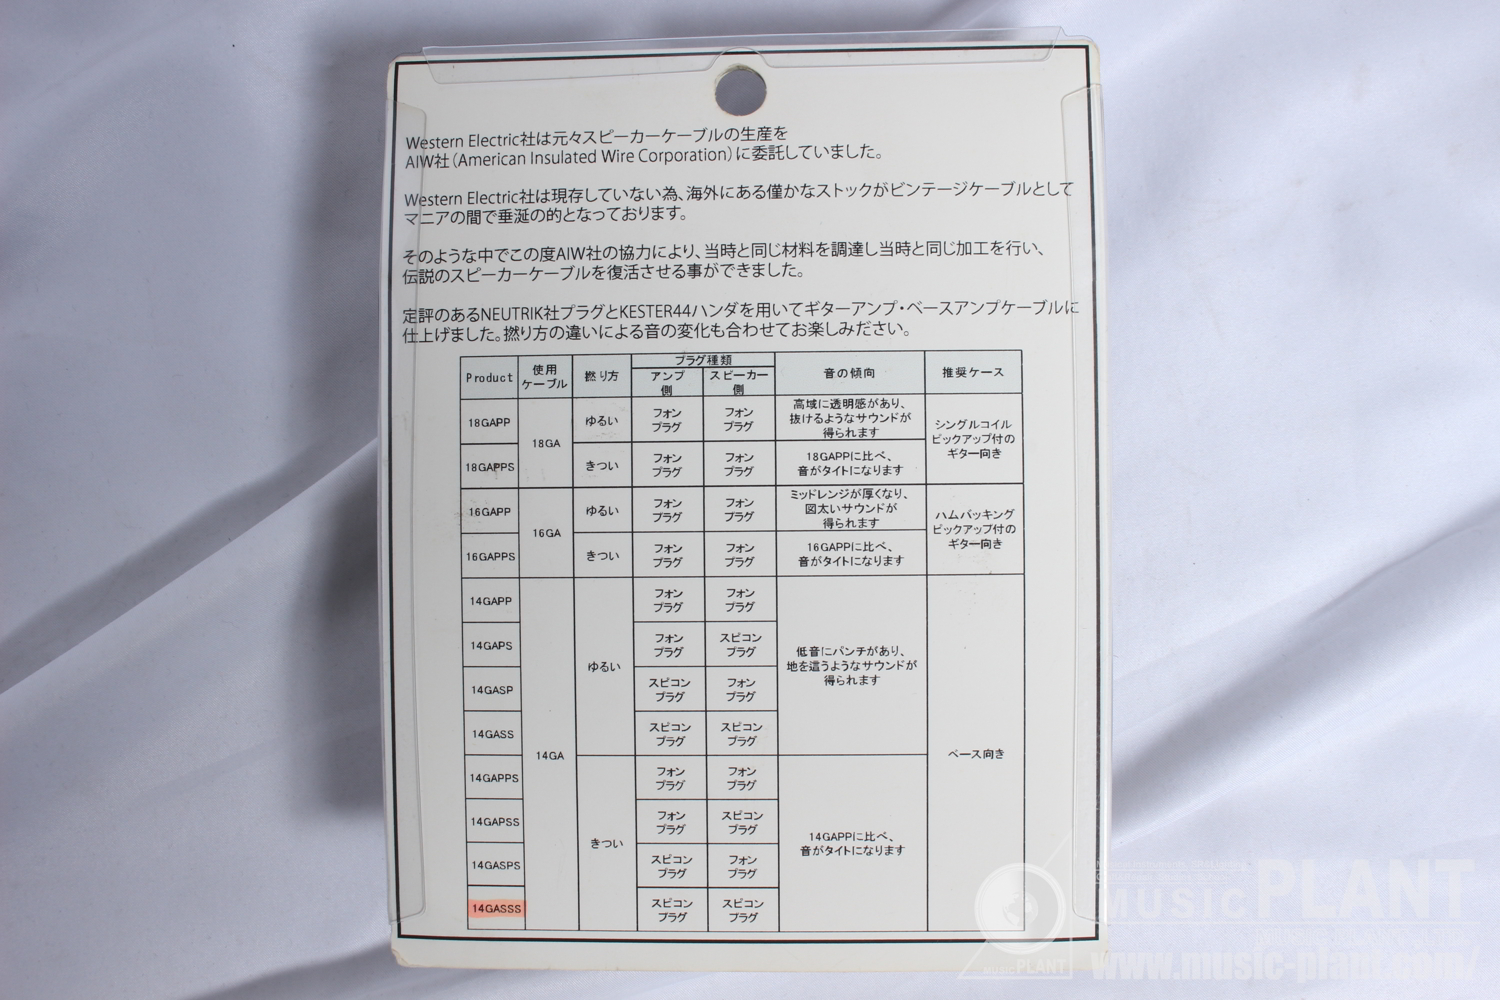 Western Electric社は元々スピーカーケーブルの生産を
AIW社（American Insulated Wire Corporation）に委託していました。
Western Electric社は現存していない為、海外にある僅かなストックがビンテージケーブルとして
マニアの間で垂涎の的となっております。
そのような中でこの度AIW社の協力により、当時と同じ材料を調達し当時と同じ加工を行い、
伝説のスピーカーケーブルを復活させる事ができました。
定評のあるNEUTRIK社プラグとKESTER44ハンダを用いてギターアンプ・ベースアンプケーブルに
仕上げました。撚り方の違いによる音の変化も合わせてお楽しみださい。
Product 使用ケーブル 撚り方 プラグ種類 音の傾向 推奨ケース
アンプ側 スピーカー側
18GAPP 18GA ゆるい フォンプラグ フォンプラグ 高域に透明感があり、抜けるようなサウンドが得られます シングルコイルピックアップ付のギター向き
18GAPPS きつい フォンプラグ フォンプラグ 18GAPPに比べ、音がタイトになります
16GAPP 16GA ゆるい フォンプラグ フォンプラグ ミッドレンジが厚くなり、図太いサウンドが得られます ハムバッキングピックアップ付のギター向き
16GAPPS きつい フォンプラグ フォンプラグ 16GAPPに比べ、音がタイトになります
14GAPP 14GA ゆるい フォンプラグ フォンプラグ 低音にパンチがあり、地を這うようなサウンドが得られます ベース向き
14GAPS フォンプラグ スピコンプラグ
14GASP スピコンプラグ フォンプラグ
14GASS スピコンプラグ スピコンプラグ
14GAPPS きつい フォンプラグ フォンプラグ 14GAPPに比べ、音がタイトになります
14GAPSS フォンプラグ スピコンプラグ
14GASPS スピコンプラグ フォンプラグ
14GASSS スピコンプラグ スピコンプラグ
MUSIC PLANT
MUSIC PLANT
www.music-plant.com/